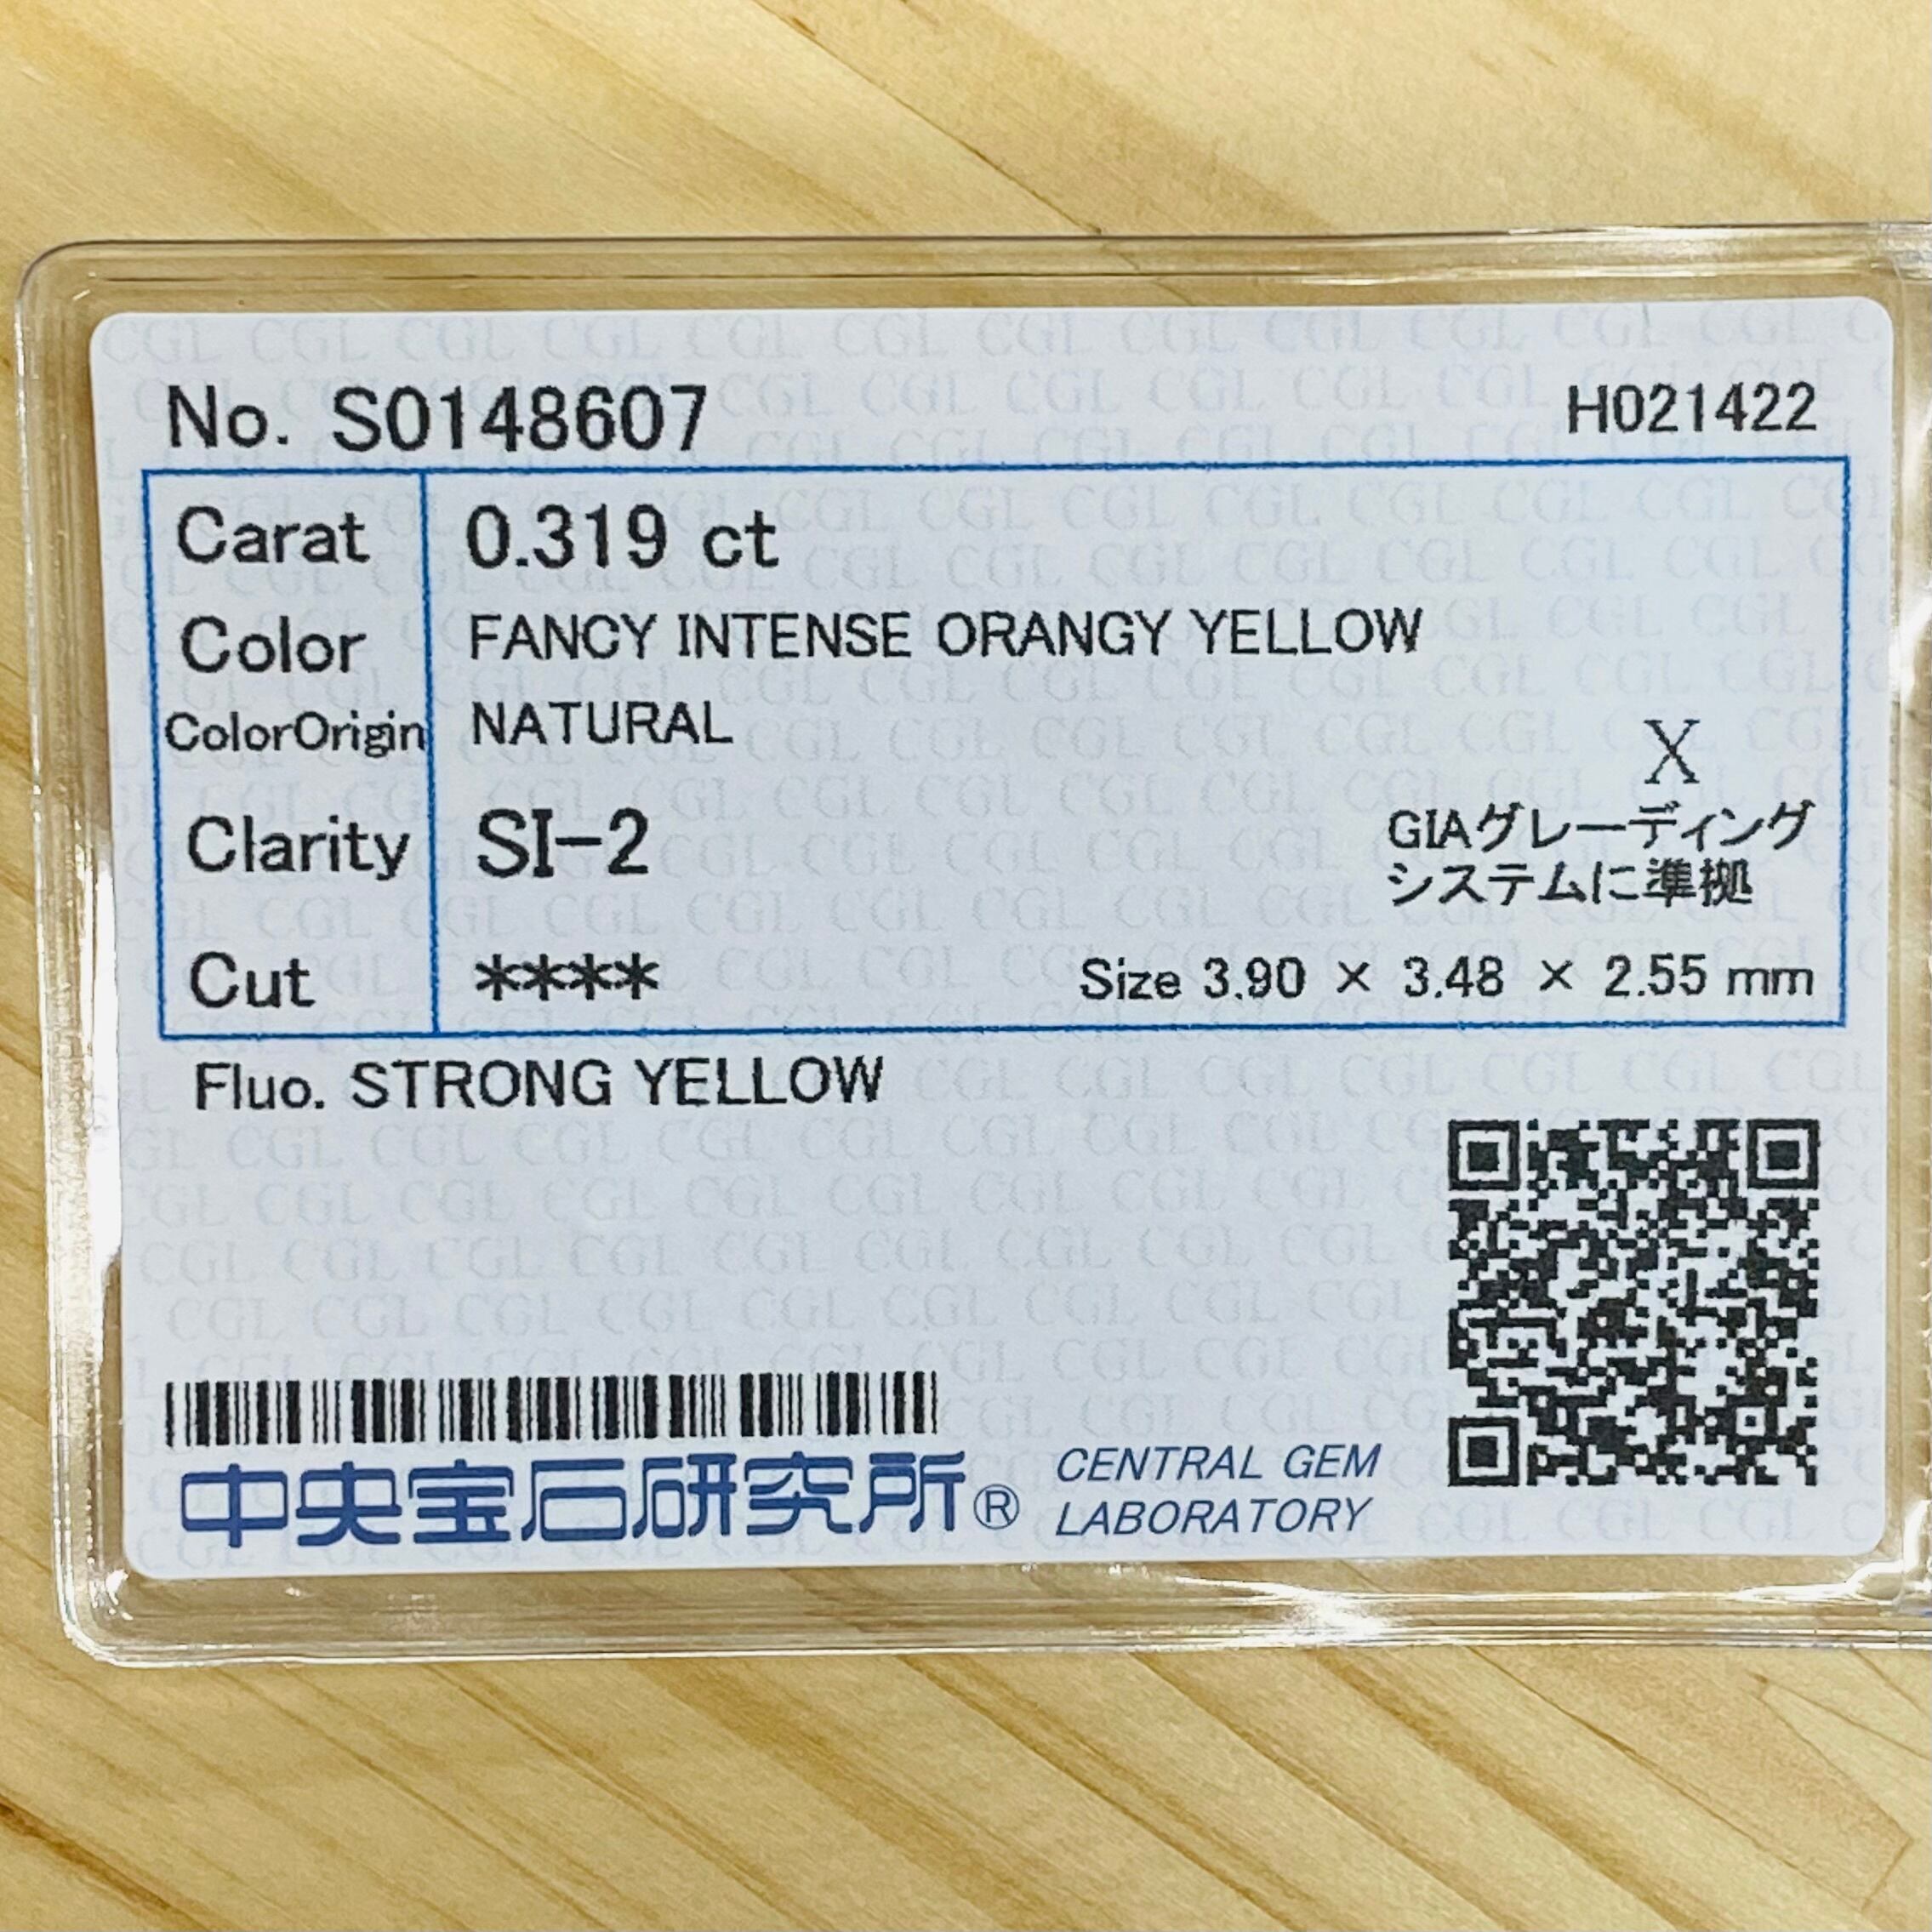 No. S0148607
H021422
Carat 0.319 ct
Color FANCY INTENSE ORANGY YELLOW
ColorOrigin NATURAL
X
Clarity SI-2
GIAグレーディング
システムに準拠
Cut **** Size 3.90 × 3.48 × 2.55 mm
Fluo. STRONG YELLOW
中央宝石研究所® CENTRAL GEM
LABORATORY